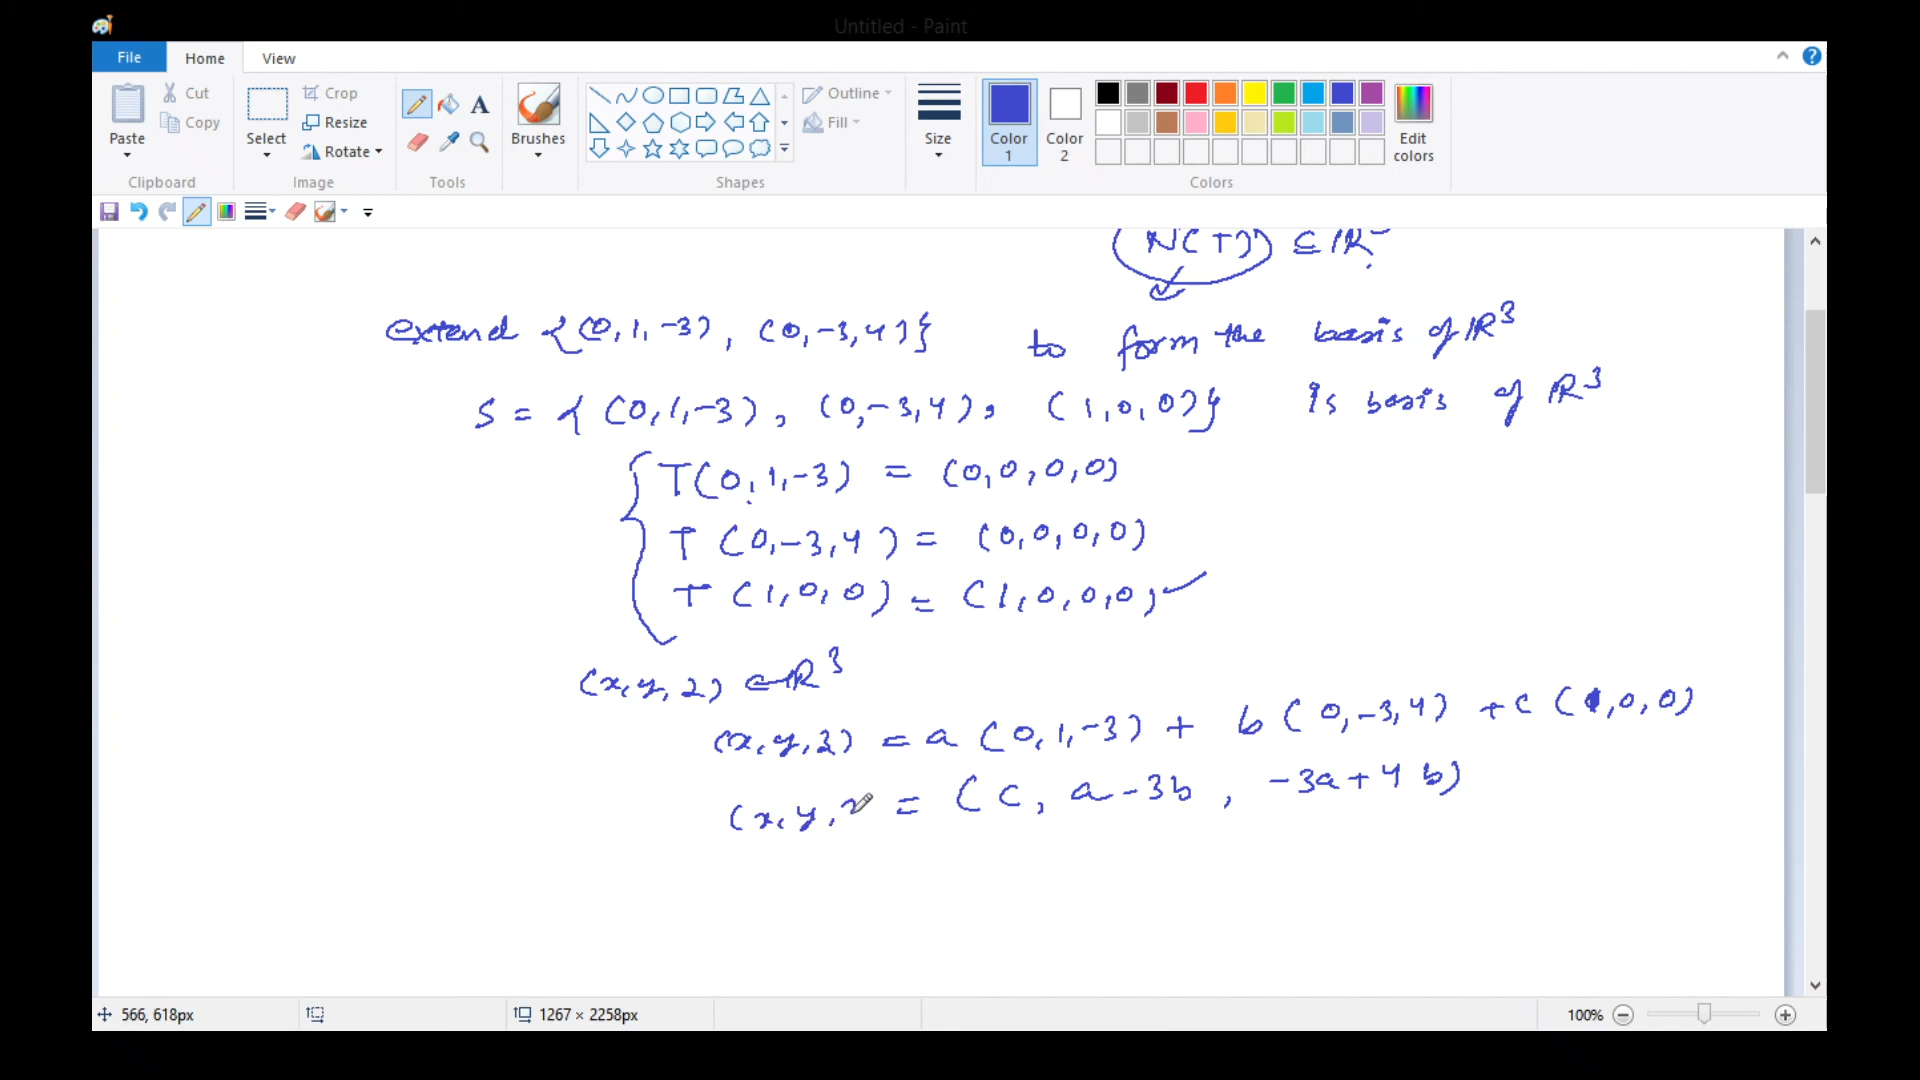 Untitled - Paint
File Home View
Paste Cut Copy Clipboard
Select Crop Resize Rotate Image
A Tools
Brushes
Outline Fill Shapes
Size
Color 1 Color 2 Edit colors Colors
(N(T)) ⊆ ℝ
extend {(0,1,-3), (0,-3,4)} to form the basis of ℝ³
S = { (0,1,-3), (0,-3,4), (1,0,0)} is basis of ℝ³
T(0,1,-3) = (0,0,0,0)
T(0,-3,4) = (0,0,0,0)
T(1,0,0) = (1,0,0,0)
(x,y,z) ∈ ℝ³
(x,y,z) = a(0,1,-3) + b(0,-3,4) + c(1,0,0)
(x,y, = (c, a-3b, -3a+4b)
566, 618px 1267 × 2258px 100%